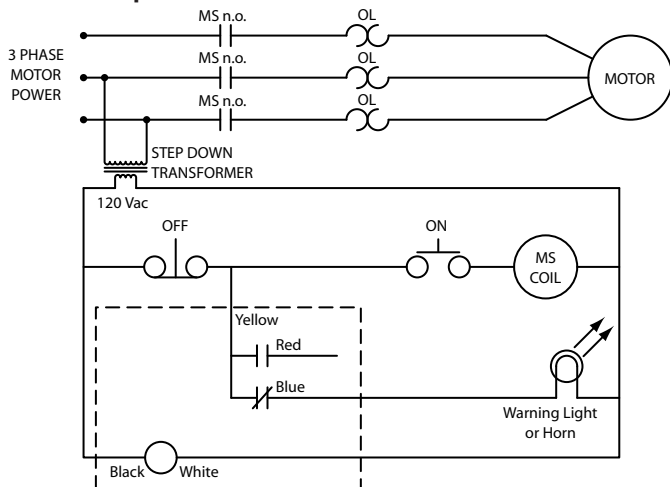 MS n.o.
OL
3 PHASE
MOTOR
POWER
MS n.o.
OL
MOTOR
MS n.o.
OL
STEP DOWN
TRANSFORMER
120 Vac
OFF
ON
MS
COIL
Yellow
Red
Blue
Warning Light
or Horn
Black
White